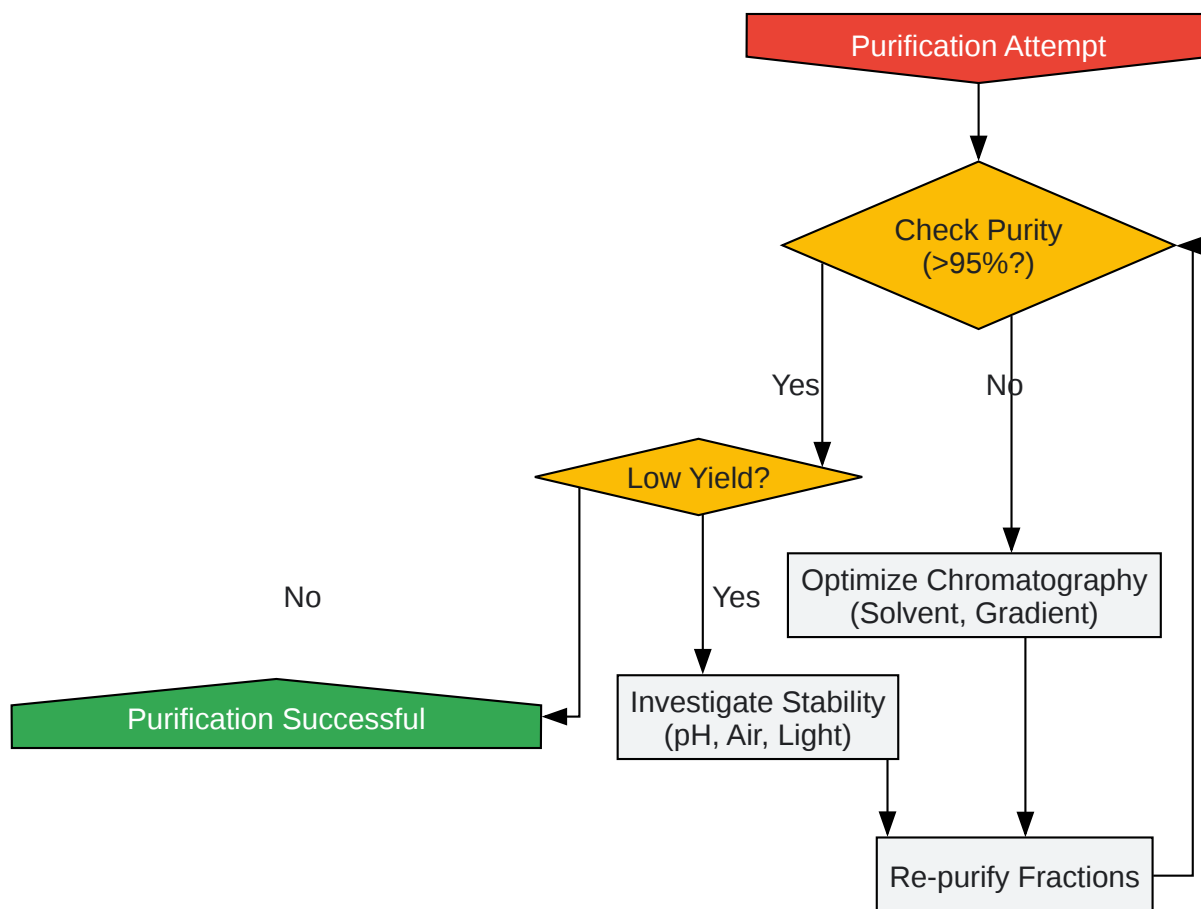 Purification Attempt
Check Purity
(>95%?)
Yes
No
Low Yield?
Optimize Chromatography
(Solvent, Gradient)
No
Yes
Investigate Stability
(pH, Air, Light)
Purification Successful
Re-purify Fractions